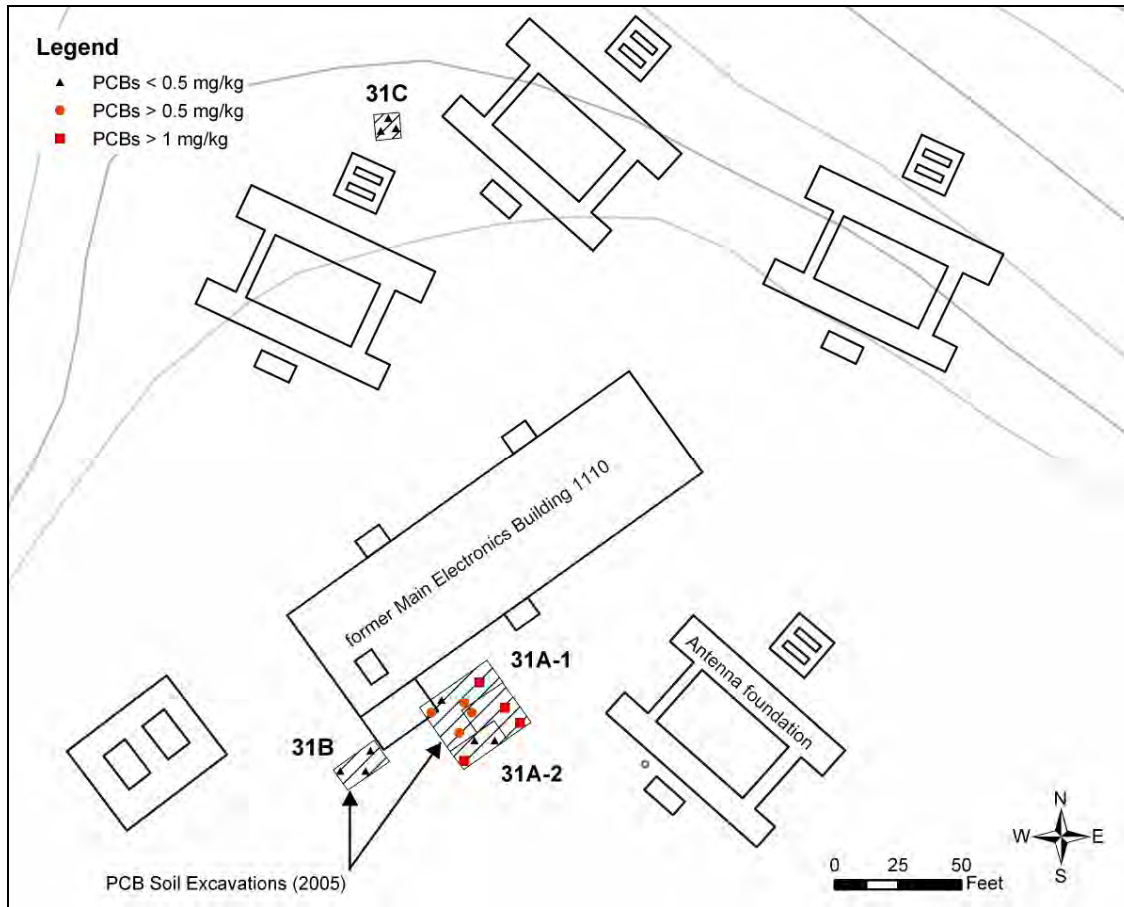 Legend
PCBs < 0.5 mg/kg
PCBs > 0.5 mg/kg
PCBs > 1 mg/kg
31C
former Main Electronics Building 1110
31A-1
Antenna foundation
31B
31A-2
PCB Soil Excavations (2005)
N
W E
S
0 25 50
Feet